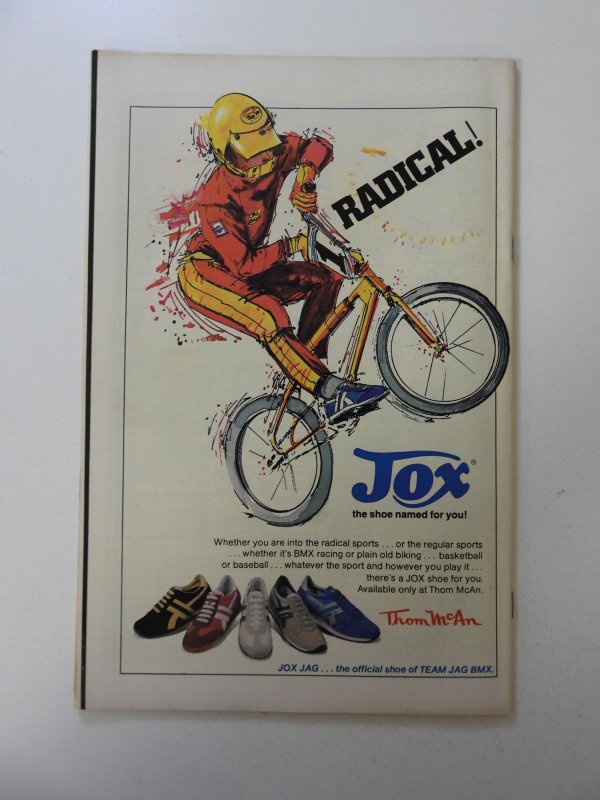 RADICAL!
1
Jox®
the shoe named for you!
Whether you are into the radical sports . . . or the regular sports
. . . whether it's BMX racing or plain old biking . . . basketball
or baseball . . . whatever the sport and however you play it . . .
there's a JOX shoe for you.
Available only at Thom McAn.
Thom McAn
JOX JAG . . . the official shoe of TEAM JAG BMX.